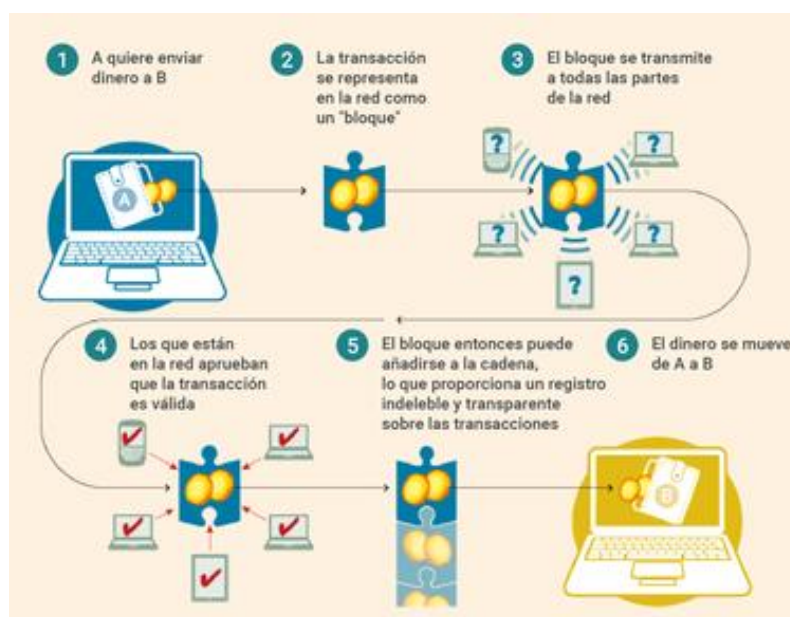 1
A quiere enviar
dinero a B
2
La transacción
se representa
en la red como
un "bloque"
3
El bloque se transmite
a todas las partes
de la red
A
?
?
?
?
?
4
Los que están
en la red aprueban
que la transacción
es válida
5
El bloque entonces puede
añadirse a la cadena,
lo que proporciona un registro
indeleble y transparente
sobre las transacciones
6
El dinero se mueve
de A a B
B